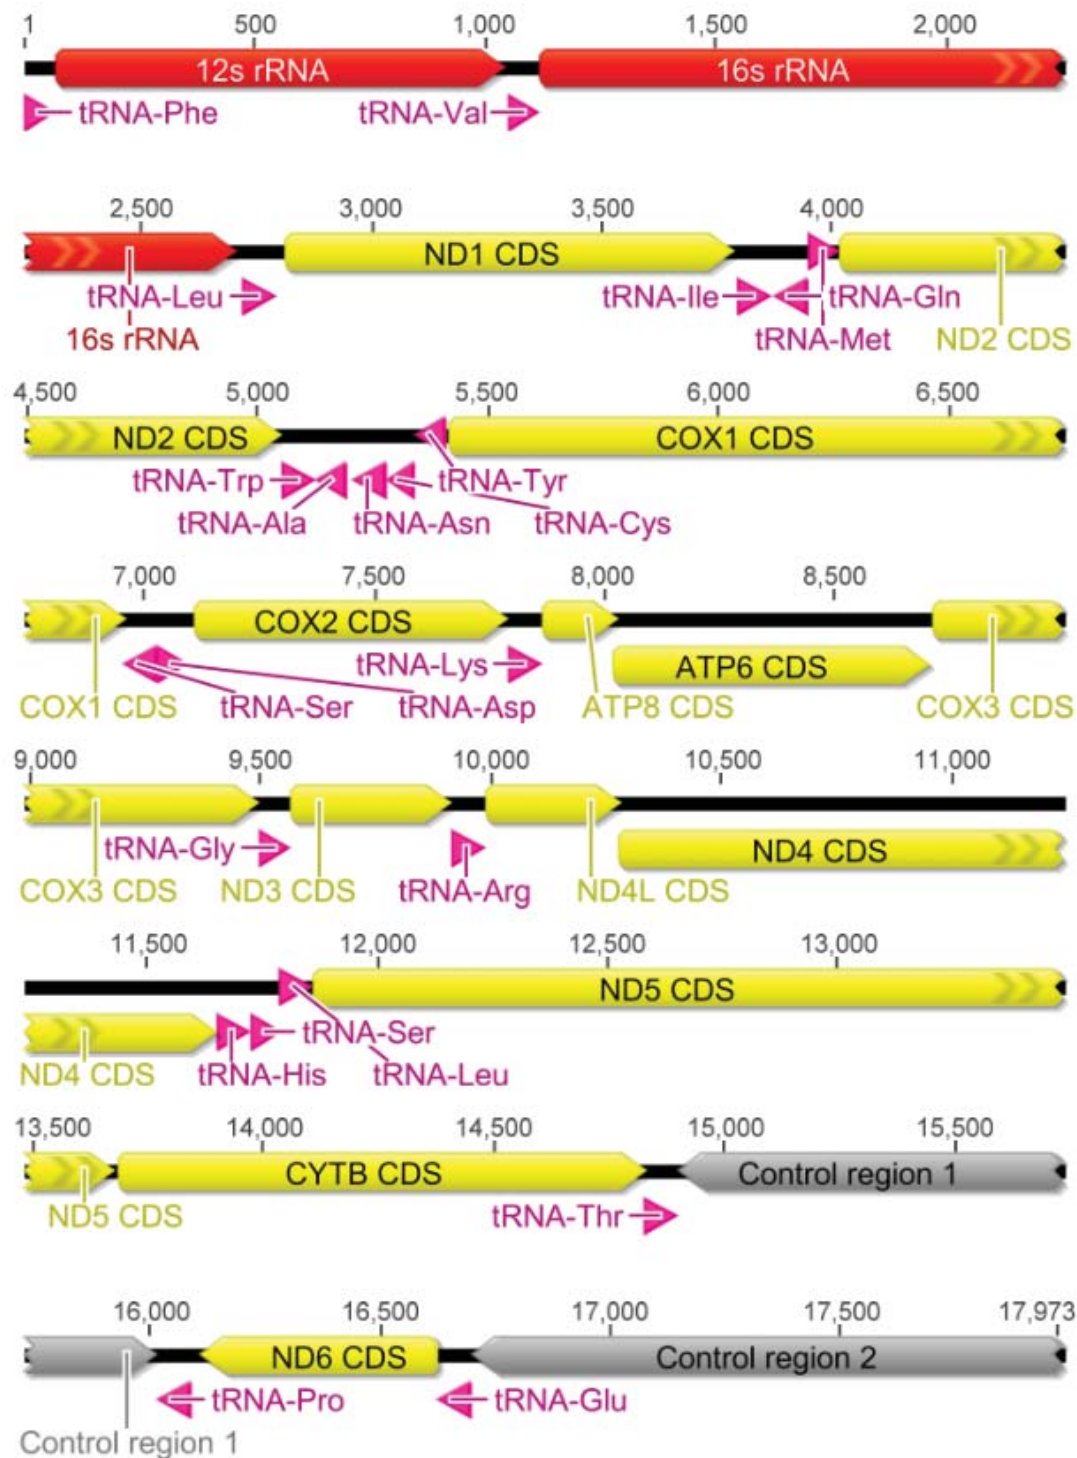 1 500 1,000 1,500 2,000
12s rRNA 16s rRNA
tRNA-Phe tRNA-Val
2,500 3,000 3,500 4,000
ND1 CDS
tRNA-Leu tRNA-Ile tRNA-Gln
16s rRNA tRNA-Met ND2 CDS
4,500 5,000 5,500 6,000 6,500
ND2 CDS COX1 CDS
tRNA-Trp tRNA-Tyr
tRNA-Ala tRNA-Asn tRNA-Cys
7,000 7,500 8,000 8,500
COX2 CDS
tRNA-Lys ATP6 CDS
COX1 CDS tRNA-Ser tRNA-Asp ATP8 CDS COX3 CDS
9,000 9,500 10,000 10,500 11,000
tRNA-Gly ND4 CDS
COX3 CDS ND3 CDS tRNA-Arg ND4L CDS
11,500 12,000 12,500 13,000
ND5 CDS
tRNA-Ser
ND4 CDS tRNA-His tRNA-Leu
13,500 14,000 14,500 15,000 15,500
CYTB CDS Control region 1
ND5 CDS tRNA-Thr
16,000 16,500 17,000 17,500 17,973
ND6 CDS Control region 2
tRNA-Pro tRNA-Glu
Control region 1